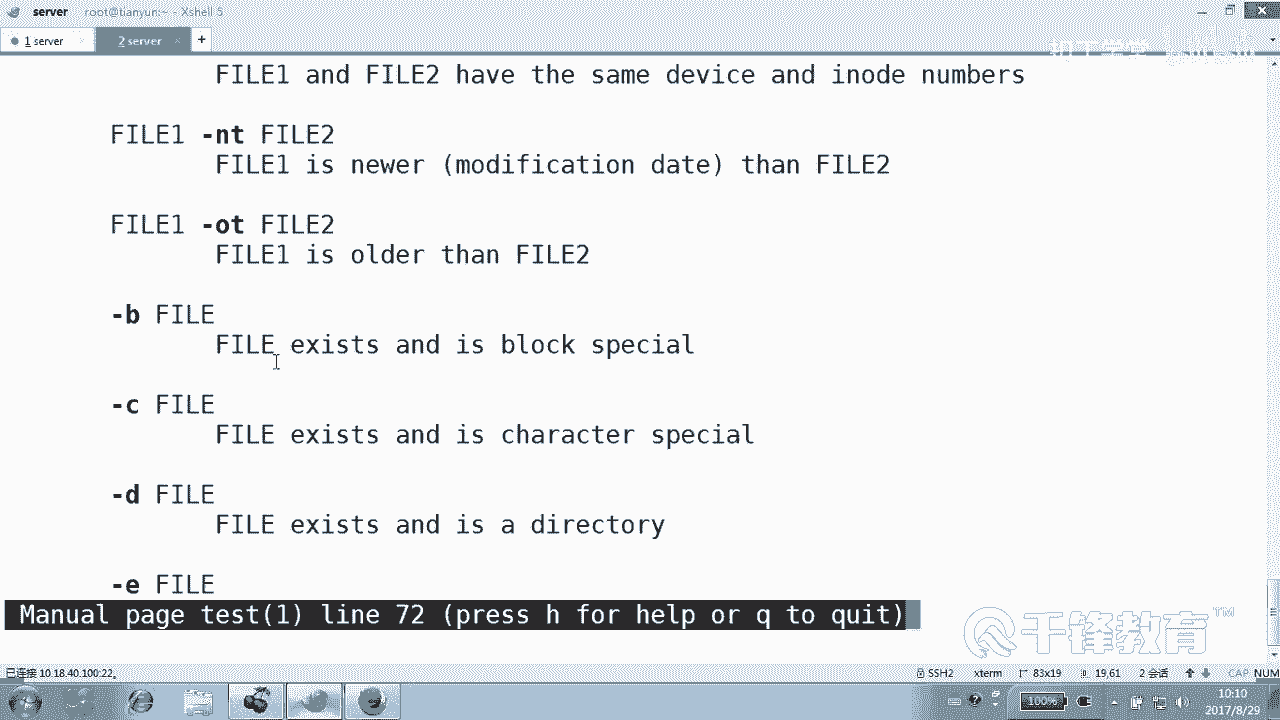 server root@tianyun:~ - Xshell 5
1 server 2 server +
FILE1 and FILE2 have the same device and inode numbers
FILE1 -nt FILE2
FILE1 is newer (modification date) than FILE2
FILE1 -ot FILE2
FILE1 is older than FILE2
-b FILE
FILE exists and is block special
-c FILE
FILE exists and is character special
-d FILE
FILE exists and is a directory
-e FILE
Manual page test(1) line 72 (press h for help or q to quit)
千锋教育™
已连接 10.18.40.100:22。 SSH2 xterm 83x19 19,61 2 会话 CAP NUM
100% 10:10
2017/8/29